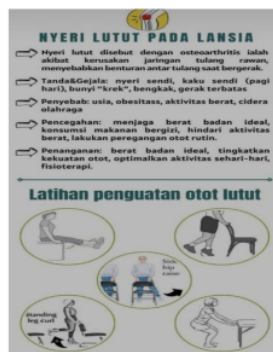 NYERI LUTUT PADA LANSIA
Nyeri lutut disebut dengan osteoarthritis ialah
akibat kerusakan jaringan tulang rawan,
menyebabkan benturan antar tulang saat bergerak.
Tanda&Gejala: nyeri sendi, kaku sendi (pagi
hari), bunyi "krek", bengkak, gerak terbatas
Penyebab: usia, obesitass, aktivitas berat, cidera
olahraga
Pencegahan: menjaga berat badan ideal,
konsumsi makanan bergizi, hindari aktivitas
berat, lakukan peregangan otot rutin.
Penanganan: berat badan ideal, tingkatkan
kekuatan otot, optimalkan aktivitas sehari-hari,
fisioterapi.
Latihan penguatan otot lutut
hip
Standing
leg curl